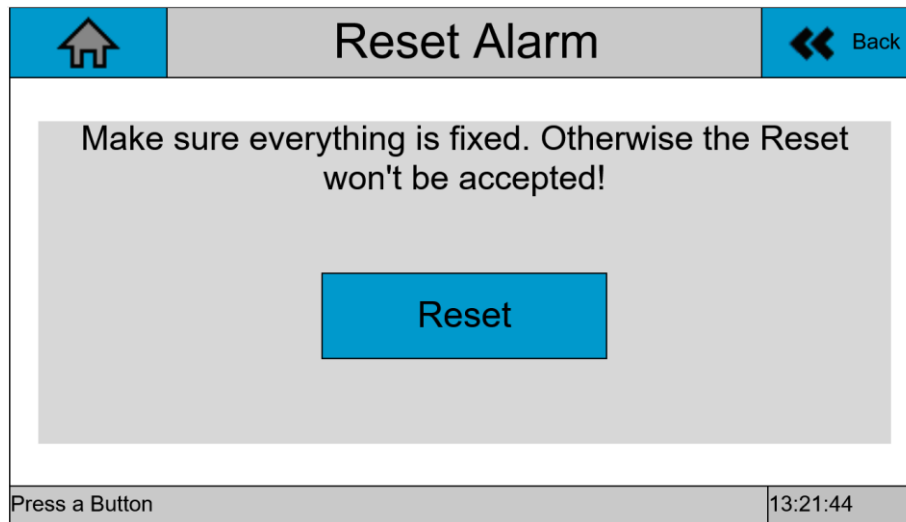 Reset Alarm
Back
Make sure everything is fixed. Otherwise the Reset
won't be accepted!
Reset
Press a Button
13:21:44